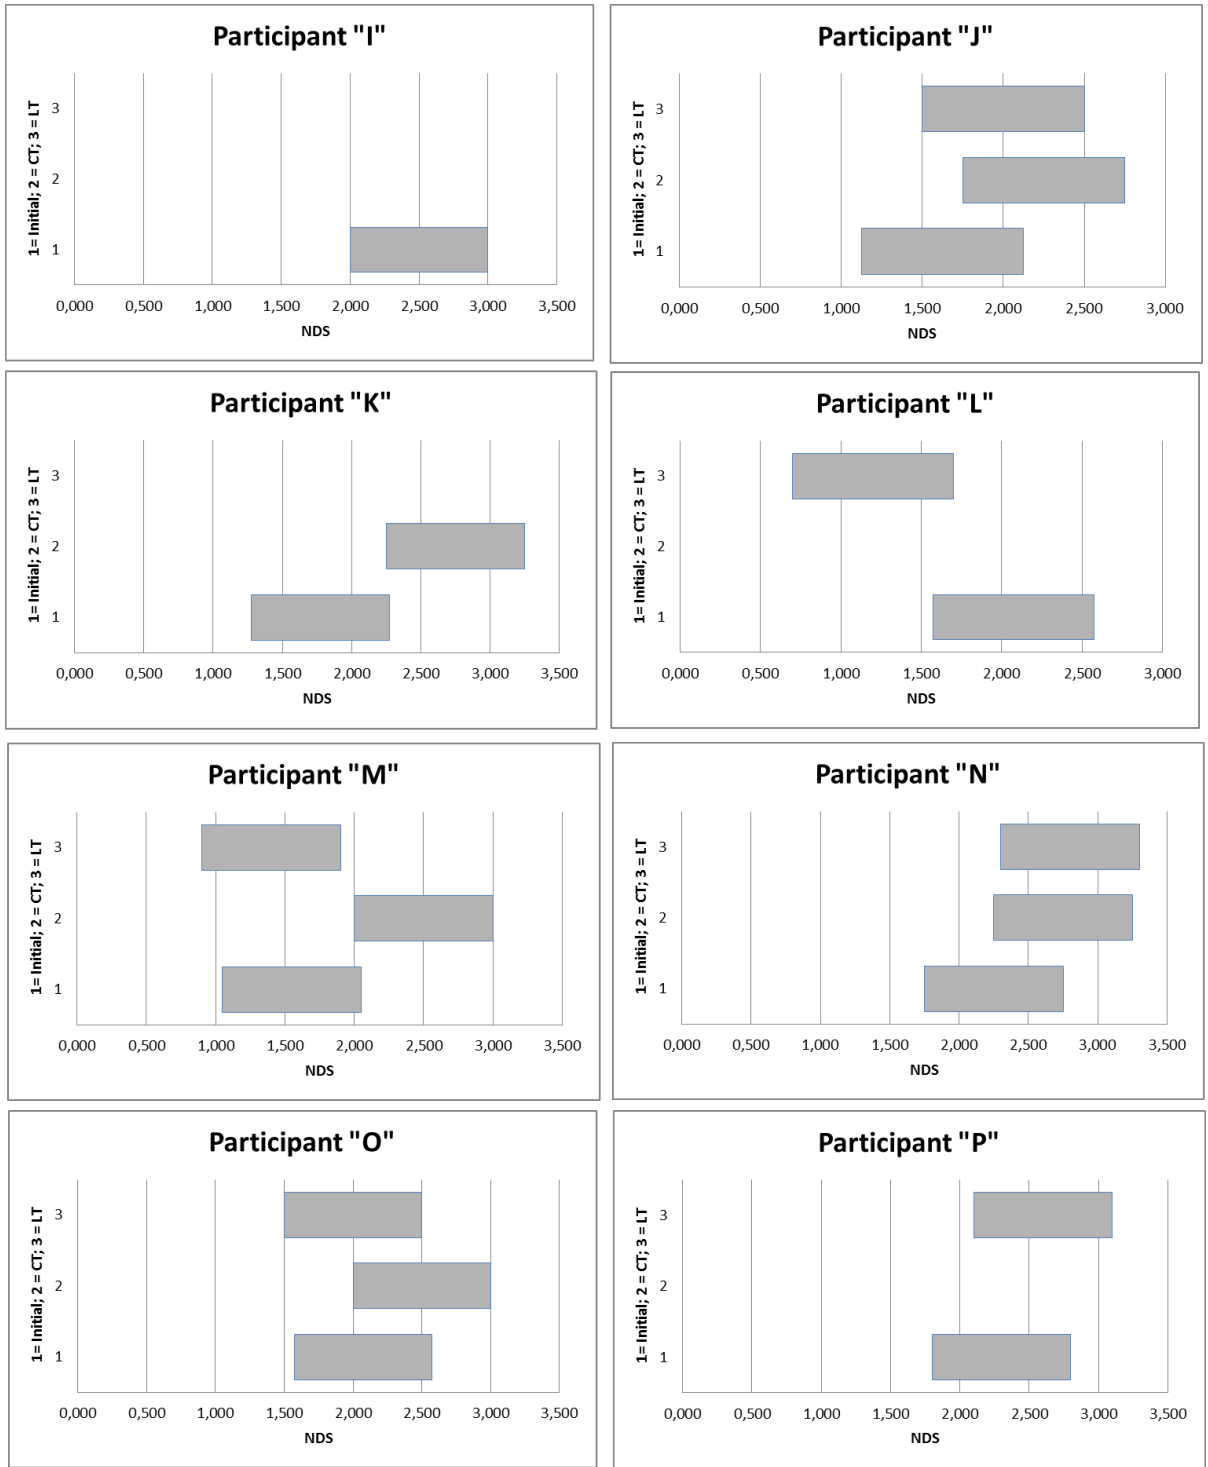 Participant "I"
1= Initial; 2 = CT; 3 = LT
3
2
1
0,000 0,500 1,000 1,500 2,000 2,500 3,000 3,500
NDS
Participant "J"
1= Initial; 2 = CT; 3 = LT
3
2
1
0,000 0,500 1,000 1,500 2,000 2,500 3,000
NDS
Participant "K"
1= Initial; 2 = CT; 3 = LT
3
2
1
0,000 0,500 1,000 1,500 2,000 2,500 3,000 3,500
NDS
Participant "L"
1= Initial; 2 = CT; 3 = LT
3
2
1
0,000 0,500 1,000 1,500 2,000 2,500 3,000
NDS
Participant "M"
1= Initial; 2 = CT; 3 = LT
3
2
1
0,000 0,500 1,000 1,500 2,000 2,500 3,000 3,500
NDS
Participant "N"
1= Initial; 2 = CT; 3 = LT
3
2
1
0,000 0,500 1,000 1,500 2,000 2,500 3,000 3,500
NDS
Participant "O"
1= Initial; 2 = CT; 3 = LT
3
2
1
0,000 0,500 1,000 1,500 2,000 2,500 3,000 3,500
NDS
Participant "P"
1= Initial; 2 = CT; 3 = LT
3
2
1
0,000 0,500 1,000 1,500 2,000 2,500 3,000 3,500
NDS